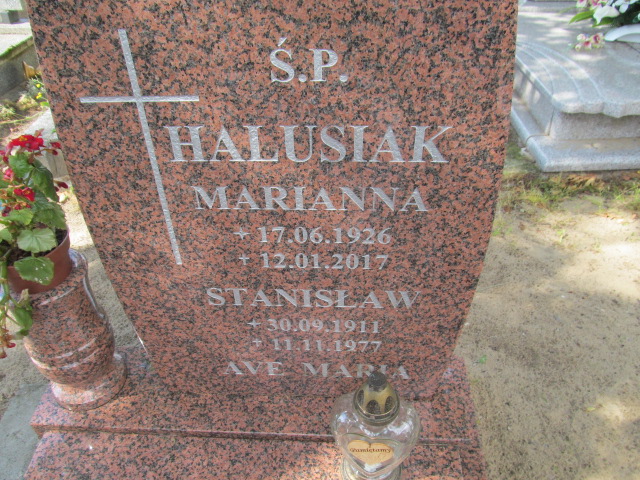 Ś.P.
HALUSIAK
MARIANNA
+ 17.06.1926
+ 12.01.2017
STANISŁAW
+ 30.09.1911
+ 11.11.1977
AVE MARIA
Pamiętamy